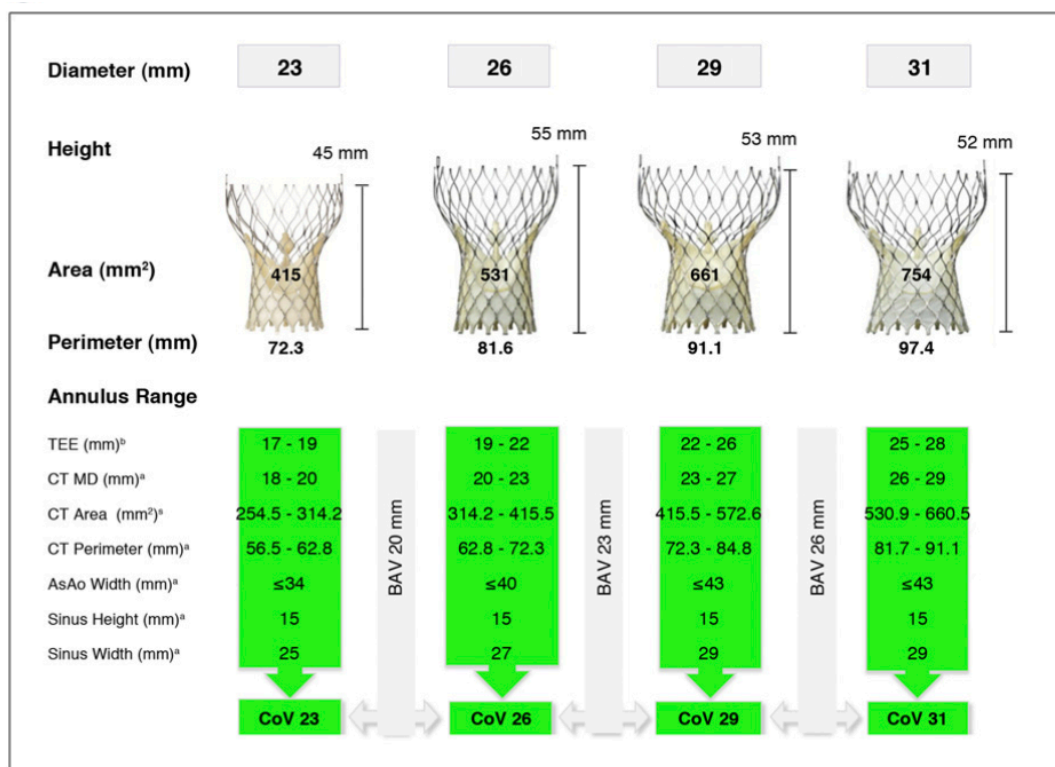 Diameter (mm) 23 26 29 31
Height 45 mm 55 mm 53 mm 52 mm
Area (mm²) 415 531 661 754
Perimeter (mm) 72.3 81.6 91.1 97.4
Annulus Range
TEE (mm)ᵇ 17 - 19 19 - 22 22 - 26 25 - 28
CT MD (mm)ᵃ 18 - 20 20 - 23 23 - 27 26 - 29
CT Area (mm²)ᵃ 254.5 - 314.2 314.2 - 415.5 415.5 - 572.6 530.9 - 660.5
CT Perimeter (mm)ᵃ 56.5 - 62.8 62.8 - 72.3 72.3 - 84.8 81.7 - 91.1
AsAo Width (mm)ᵃ ≤34 ≤40 ≤43 ≤43
Sinus Height (mm)ᵃ 15 15 15 15
Sinus Width (mm)ᵃ 25 27 29 29
BAV 20 mm
BAV 23 mm
BAV 26 mm
CoV 23 CoV 26 CoV 29 CoV 31